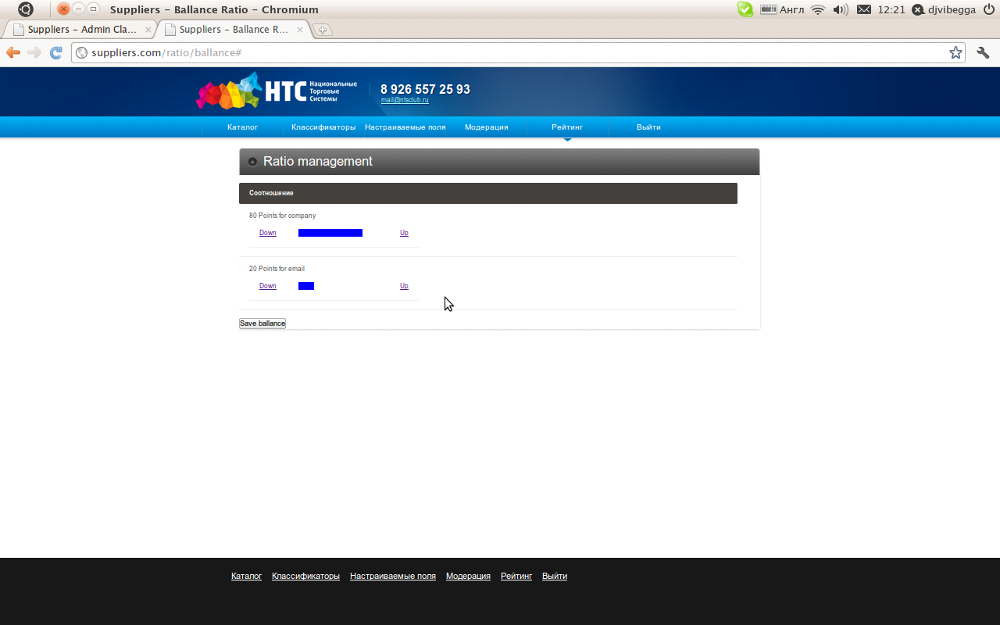 Suppliers – Ballance Ratio – Chromium
Англ
12:21
djvibegga
Suppliers – Admin Cla...
Suppliers – Ballance R...
suppliers.com/ratio/ballance#
НТС
Национальные
Торговые
Системы
8 926 557 25 93
mail@ntsclub.ru
Каталог
Классификаторы
Настраиваемые поля
Модерация
Рейтинг
Выйти
Ratio management
Соотношение
80 Points for company
Down
Up
20 Points for email
Down
Up
Save ballance
Каталог
Классификаторы
Настраиваемые поля
Модерация
Рейтинг
Выйти